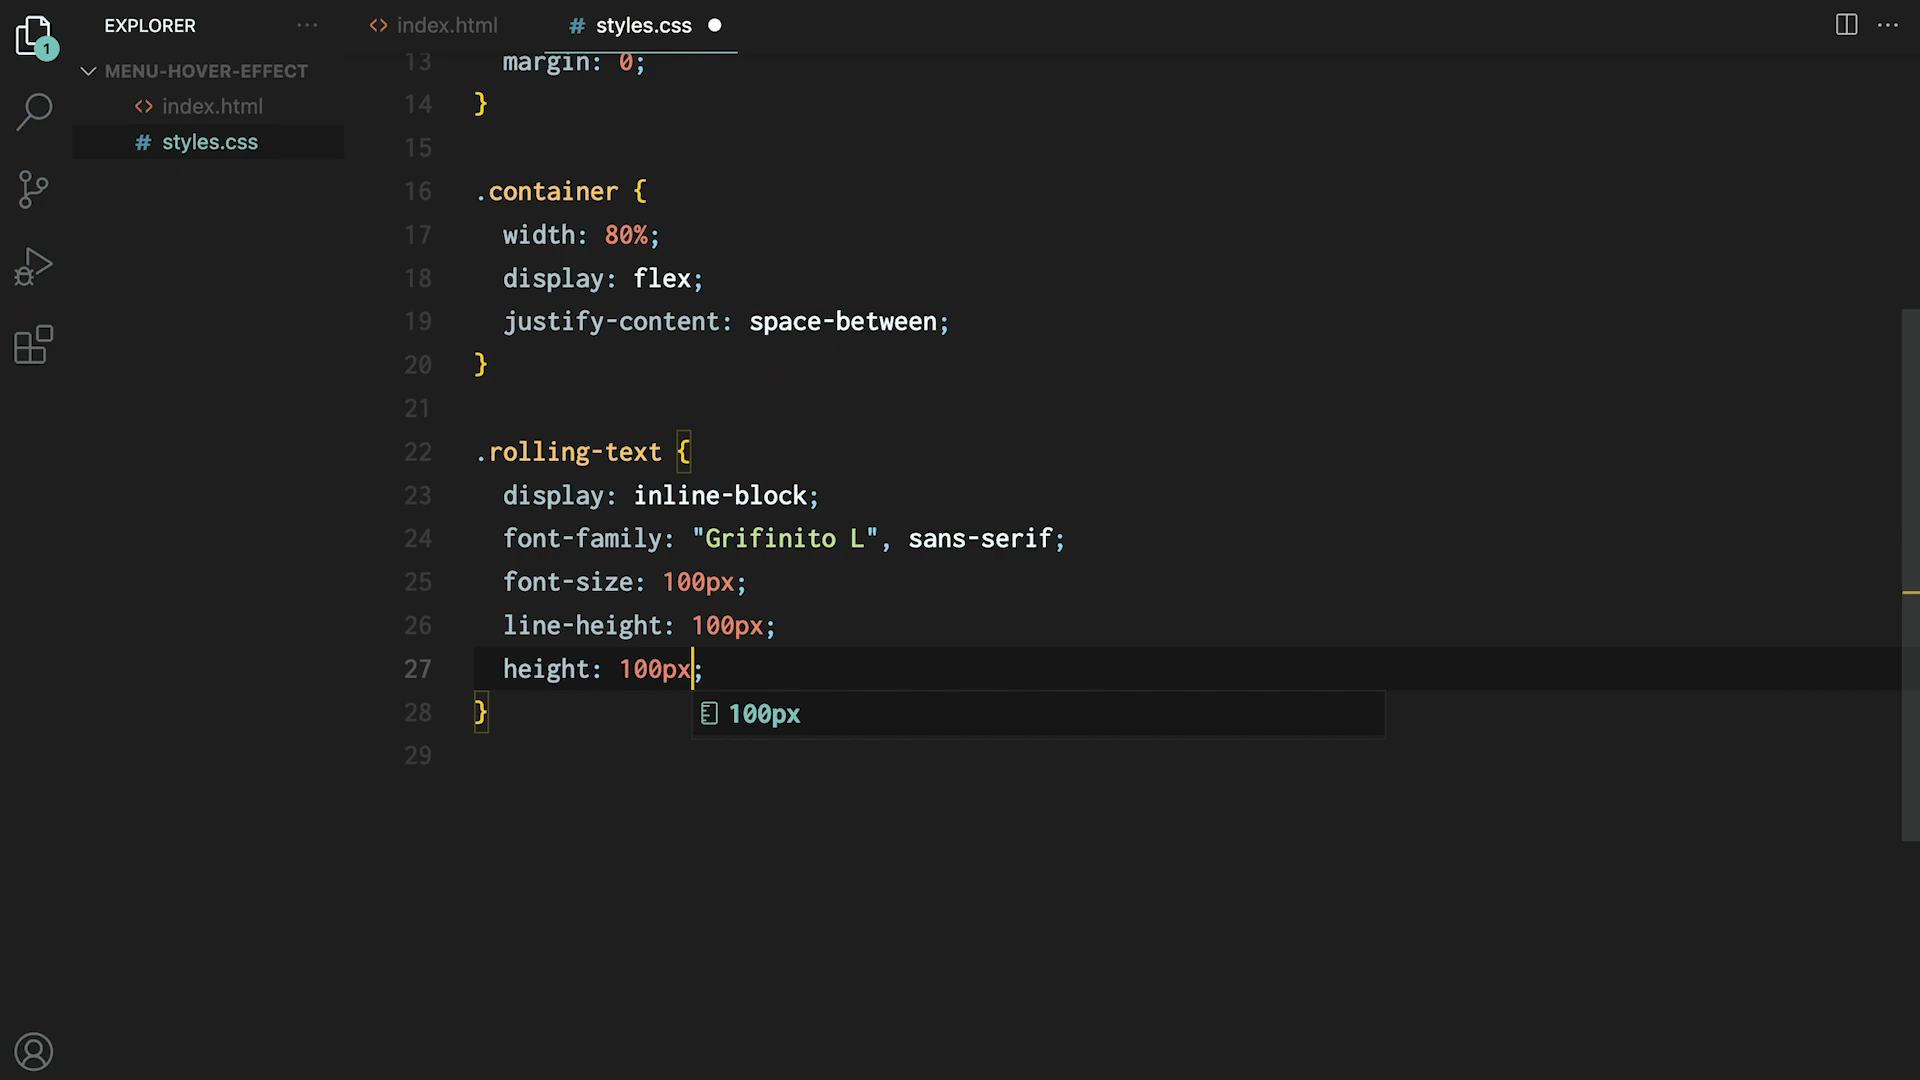 EXPLORER ···
1
MENU-HOVER-EFFECT
<> index.html
# styles.css
<> index.html
# styles.css
13 margin: 0;
14 }
15
16 .container {
17 width: 80%;
18 display: flex;
19 justify-content: space-between;
20 }
21
22 .rolling-text {
23 display: inline-block;
24 font-family: "Grifinito L", sans-serif;
25 font-size: 100px;
26 line-height: 100px;
27 height: 100px;
28 }
100px
29